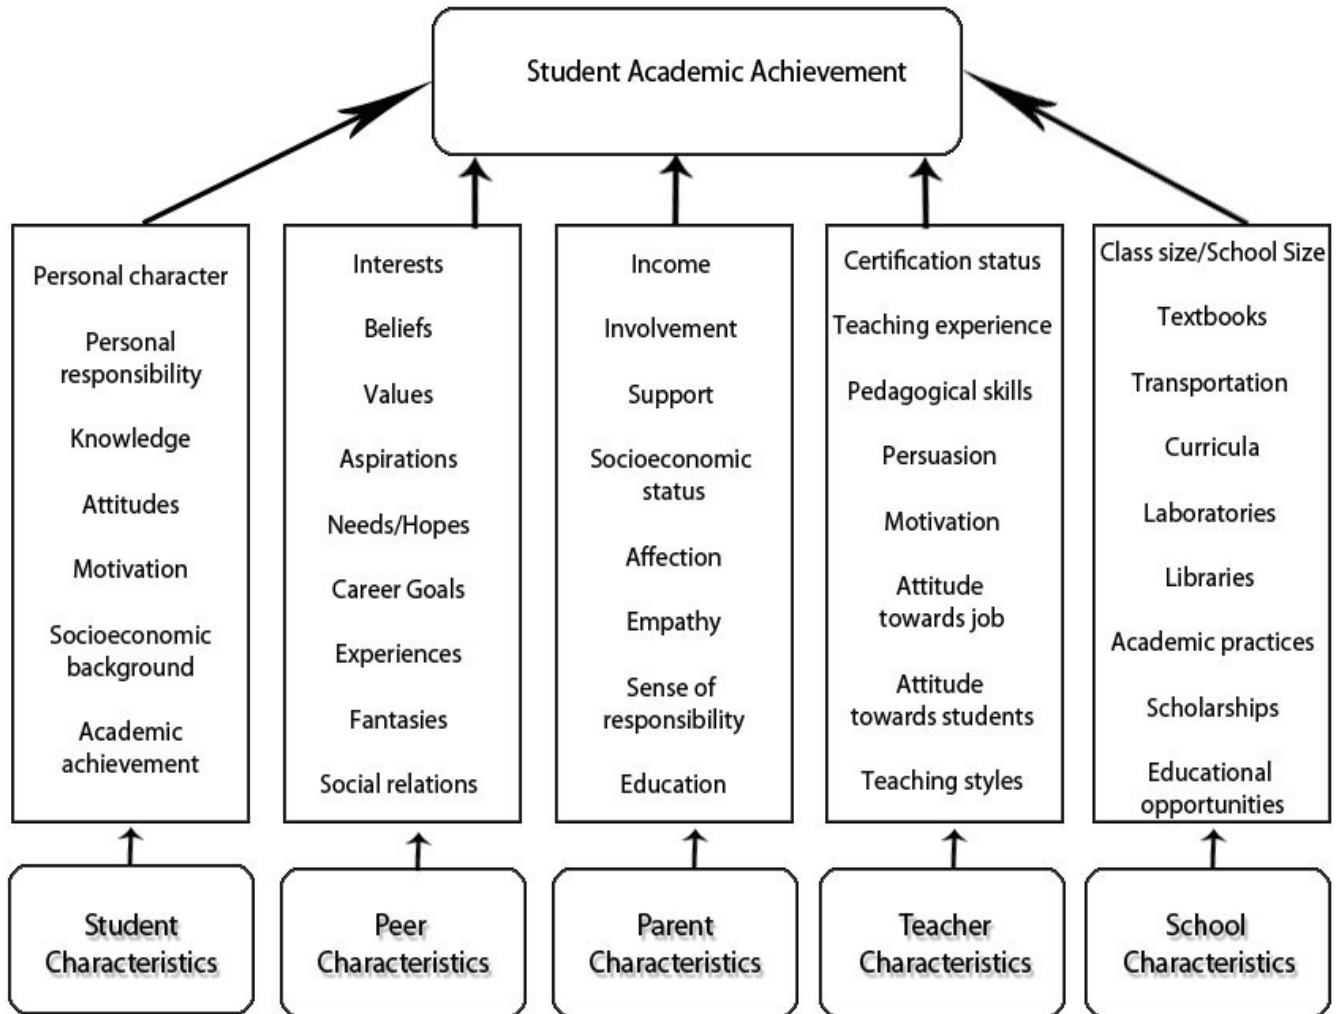 Student Academic Achievement
Personal character
Personal
responsibility
Knowledge
Attitudes
Motivation
Socioeconomic
background
Academic
achievement
Interests
Beliefs
Values
Aspirations
Needs/Hopes
Career Goals
Experiences
Fantasies
Social relations
Income
Involvement
Support
Socioeconomic
status
Affection
Empathy
Sense of
responsibility
Education
Certification status
Teaching experience
Pedagogical skills
Persuasion
Motivation
Attitude
towards job
Attitude
towards students
Teaching styles
Class size/School Size
Textbooks
Transportation
Curricula
Laboratories
Libraries
Academic practices
Scholarships
Educational
opportunities
Student
Characteristics
Peer
Characteristics
Parent
Characteristics
Teacher
Characteristics
School
Characteristics